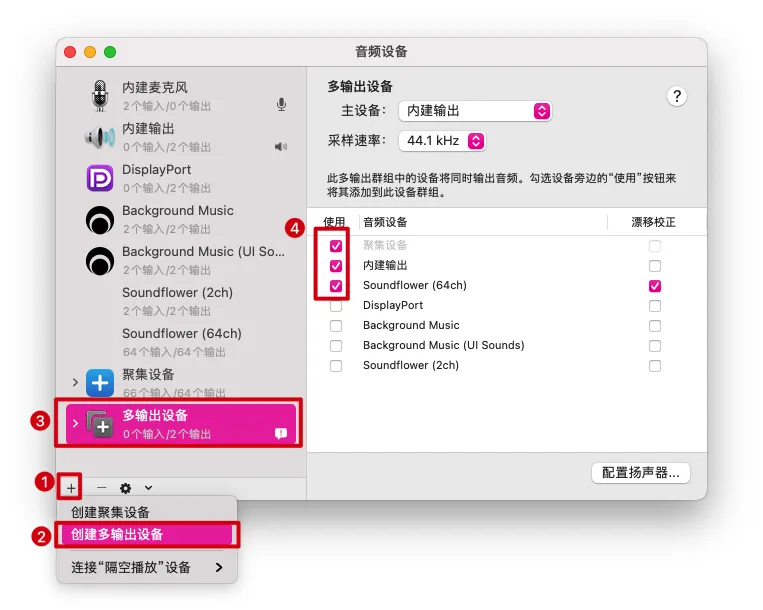 音频设备
内建麦克风
2个输入/0个输出
内建输出
0个输入/2个输出
DisplayPort
0个输入/2个输出
Background Music
2个输入/2个输出
Background Music (UI So...
2个输入/2个输出
Soundflower (2ch)
2个输入/2个输出
Soundflower (64ch)
64个输入/64个输出
聚集设备
66个输入/64个输出
3
多输出设备
0个输入/2个输出
1
+ −
创建聚集设备
2
创建多输出设备
连接“隔空播放”设备
多输出设备
?
主设备： 内建输出
采样速率： 44.1 kHz
此多输出群组中的设备将同时输出音频。勾选设备旁边的“使用”按钮来
将其添加到此设备群组。
4
使用 音频设备 漂移校正
聚集设备
内建输出
Soundflower (64ch)
DisplayPort
Background Music
Background Music (UI Sounds)
Soundflower (2ch)
配置扬声器...